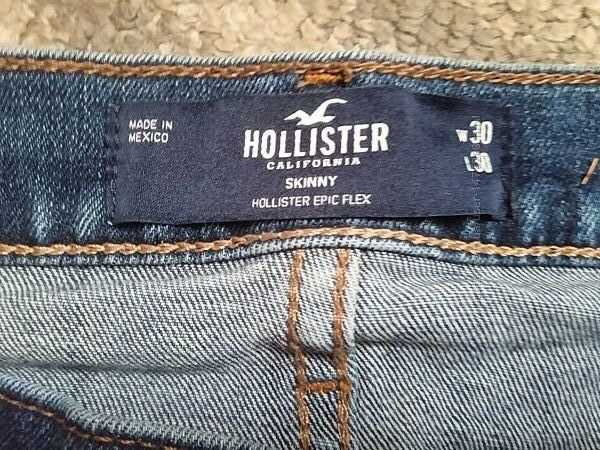 MADE IN
MEXICO
HOLLISTER
CALIFORNIA
SKINNY
HOLLISTER EPIC FLEX
W30
L30